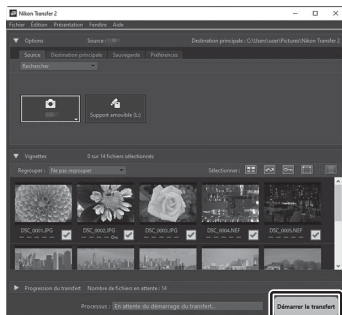 Nikon Transfer 2
Fichier Edition Présentation Fenêtre Aide
Options Source : Destination principale : C:\Users\user\Pictures\Nikon Transfer 2
Source Destination principale Sauvegarde Préférences
Rechercher
Support amovible (L:)
Vignettes 0 sur 14 fichiers sélectionnés
Regrouper : Ne pas regrouper Sélectionner :
DSC_0001.JPG DSC_0002.JPG DSC_0003.JPG DSC_0004.NEF DSC_0005.NEF
Progression du transfert Nombre de fichiers en attente : 14
Processus : En attente du démarrage du transfert... Démarrer le transfert